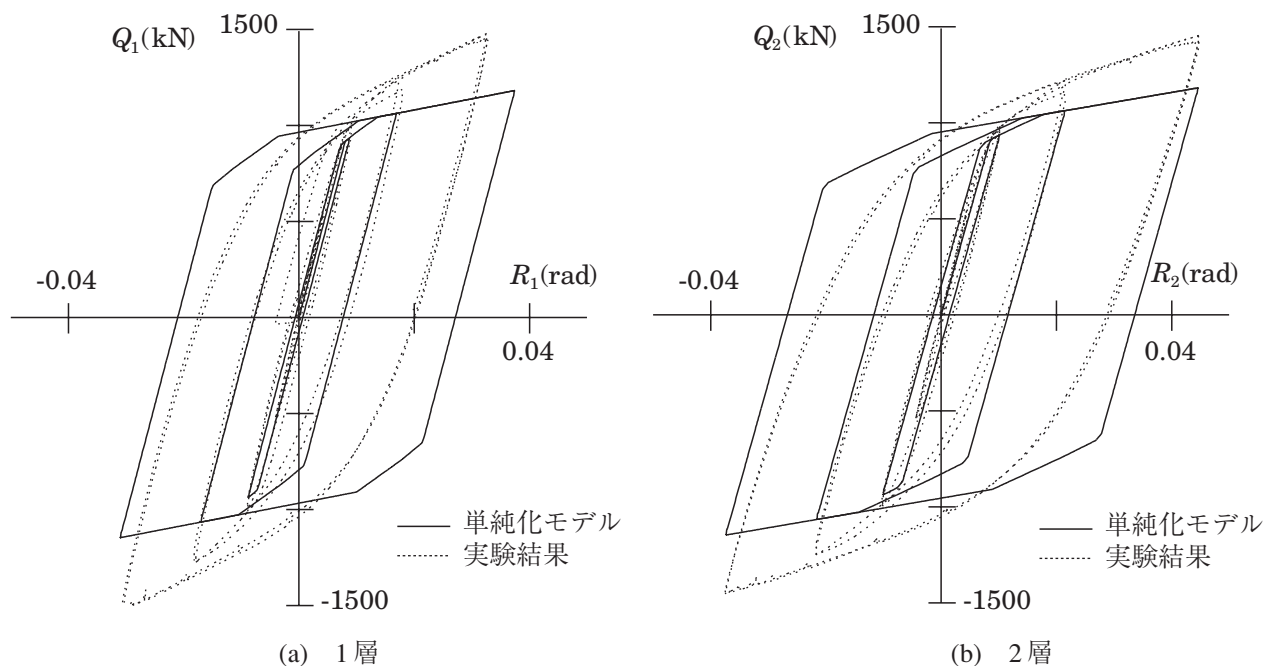 1500
Q₁(kN)
-0.04
R₁(rad)
0.04
単純化モデル
実験結果
-1500
(a) 1層
1500
Q₂(kN)
-0.04
R₂(rad)
0.04
単純化モデル
実験結果
-1500
(b) 2層